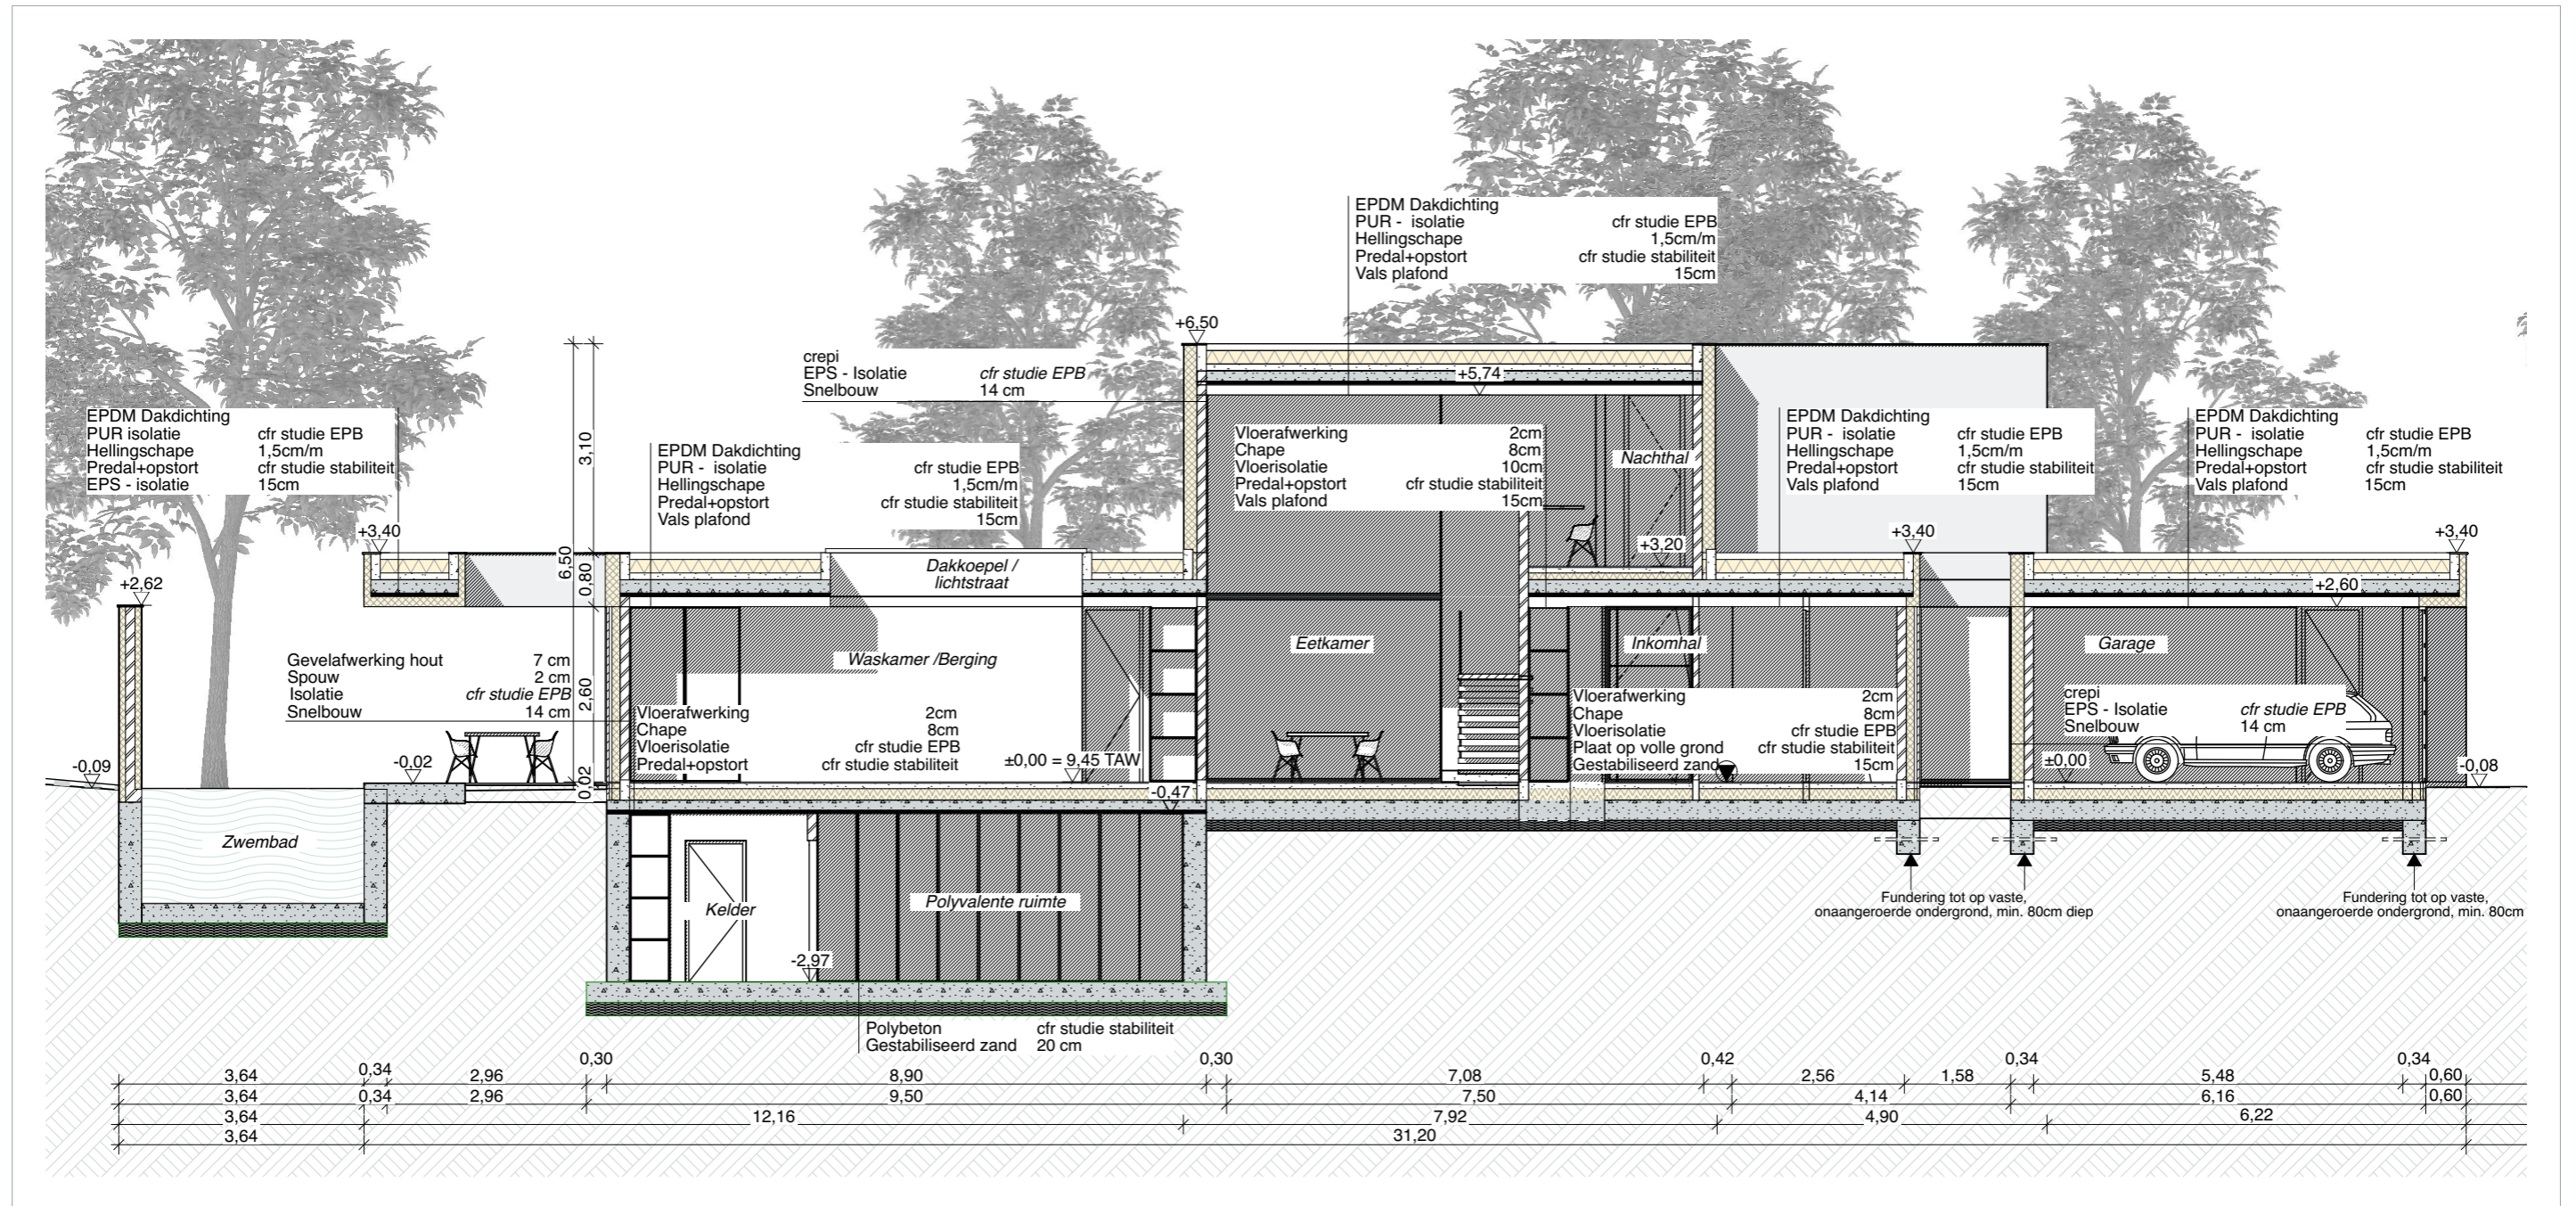 EPDM Dakdichting
PUR - isolatie cfr studie EPB
Hellingschape 1,5cm/m
Predal+opstort cfr studie stabiliteit
Vals plafond 15cm
+6,50
crepi
EPS - Isolatie cfr studie EPB
Snelbouw 14 cm
+5,74
EPDM Dakdichting
PUR isolatie cfr studie EPB
Hellingschape 1,5cm/m
Predal+opstort cfr studie stabiliteit
EPS - isolatie 15cm
EPDM Dakdichting
PUR - isolatie cfr studie EPB
Hellingschape 1,5cm/m
Predal+opstort cfr studie stabiliteit
Vals plafond 15cm
Vloerafwerking 2cm
Chape 8cm
Vloerisolatie 10cm
Predal+opstort cfr studie stabiliteit
Vals plafond 15cm
Nachthal
EPDM Dakdichting
PUR - isolatie cfr studie EPB
Hellingschape 1,5cm/m
Predal+opstort cfr studie stabiliteit
Vals plafond 15cm
EPDM Dakdichting
PUR - isolatie cfr studie EPB
Hellingschape 1,5cm/m
Predal+opstort cfr studie stabiliteit
Vals plafond 15cm
3,10
6,50
0,80
2,60
0,02
+3,40
+3,20
+3,40
+3,40
+2,62
Dakkoepel /
lichtstraat
+2,60
Gevelafwerking hout 7 cm
Spouw 2 cm
Isolatie cfr studie EPB
Snelbouw 14 cm
Waskamer /Berging
Eetkamer
Inkomhal
Garage
Vloerafwerking 2cm
Chape 8cm
Vloerisolatie cfr studie EPB
Predal+opstort cfr studie stabiliteit
±0,00 = 9,45 TAW
Vloerafwerking 2cm
Chape 8cm
Vloerisolatie cfr studie EPB
Plaat op volle grond cfr studie stabiliteit
Gestabiliseerd zand 15cm
crepi
EPS - Isolatie cfr studie EPB
Snelbouw 14 cm
±0,00
-0,09
-0,02
-0,47
-0,08
Zwembad
Kelder
Polyvalente ruimte
-2,97
Fundering tot op vaste,
onaangeroerde ondergrond, min. 80cm diep
Fundering tot op vaste,
onaangeroerde ondergrond, min. 80cm
Polybeton cfr studie stabiliteit
Gestabiliseerd zand 20 cm
0,30 0,30 0,42 0,34 0,34
3,64 0,34 2,96 8,90 7,08 2,56 1,58 5,48 0,60
3,64 0,34 2,96 9,50 7,50 4,14 6,16 0,60
3,64 12,16 7,92 4,90 6,22
3,64 31,20